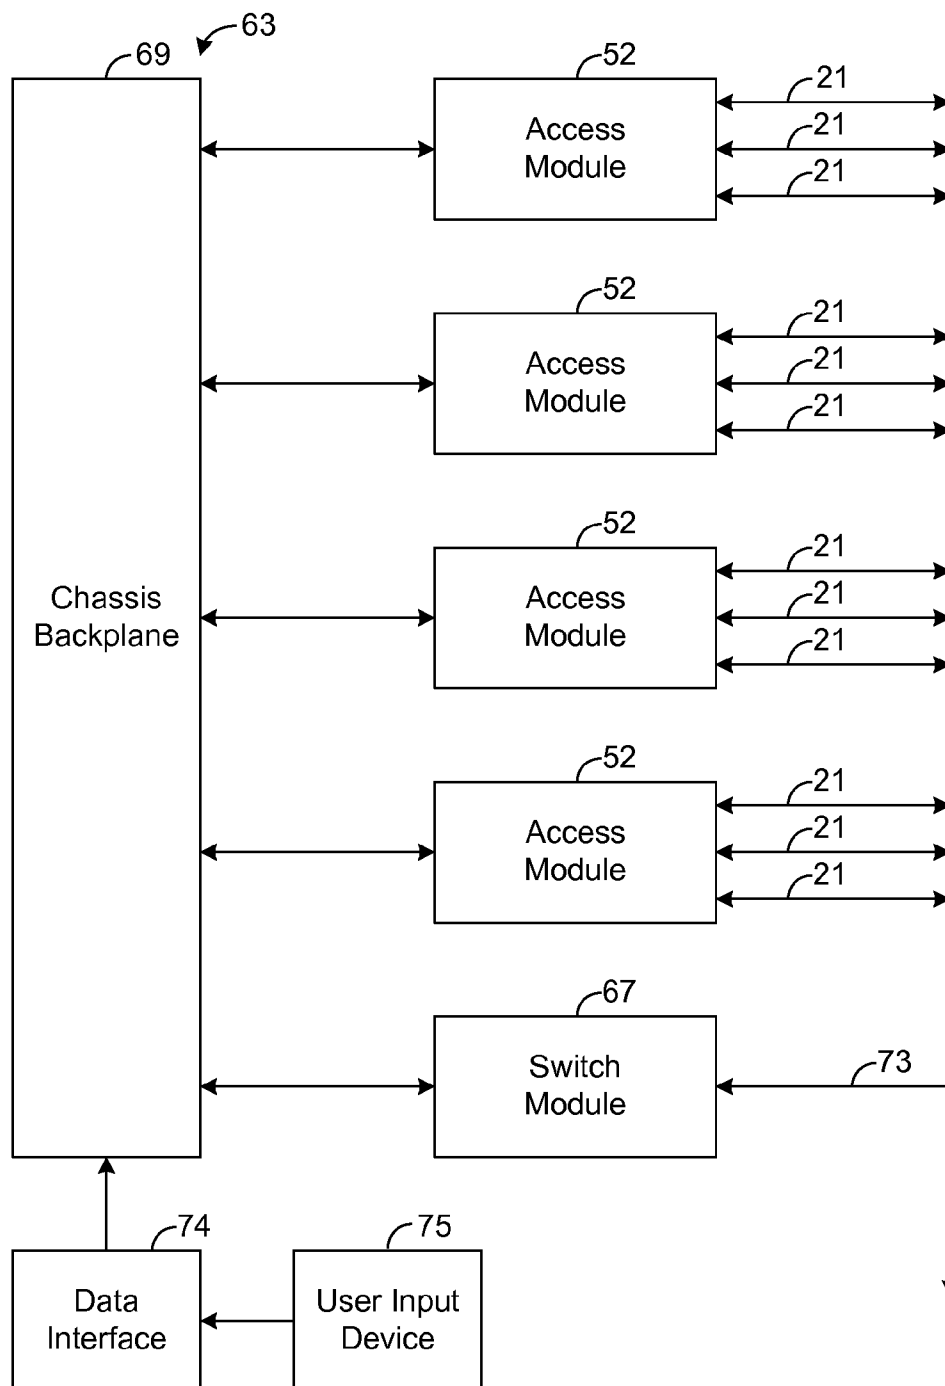 63
69
52
21
Access
Module
21
21
52
21
Access
Module
21
21
52
21
Access
Module
21
21
Chassis
Backplane
52
21
Access
Module
21
21
67
Switch
Module
73
74
75
Data
Interface
User Input
Device